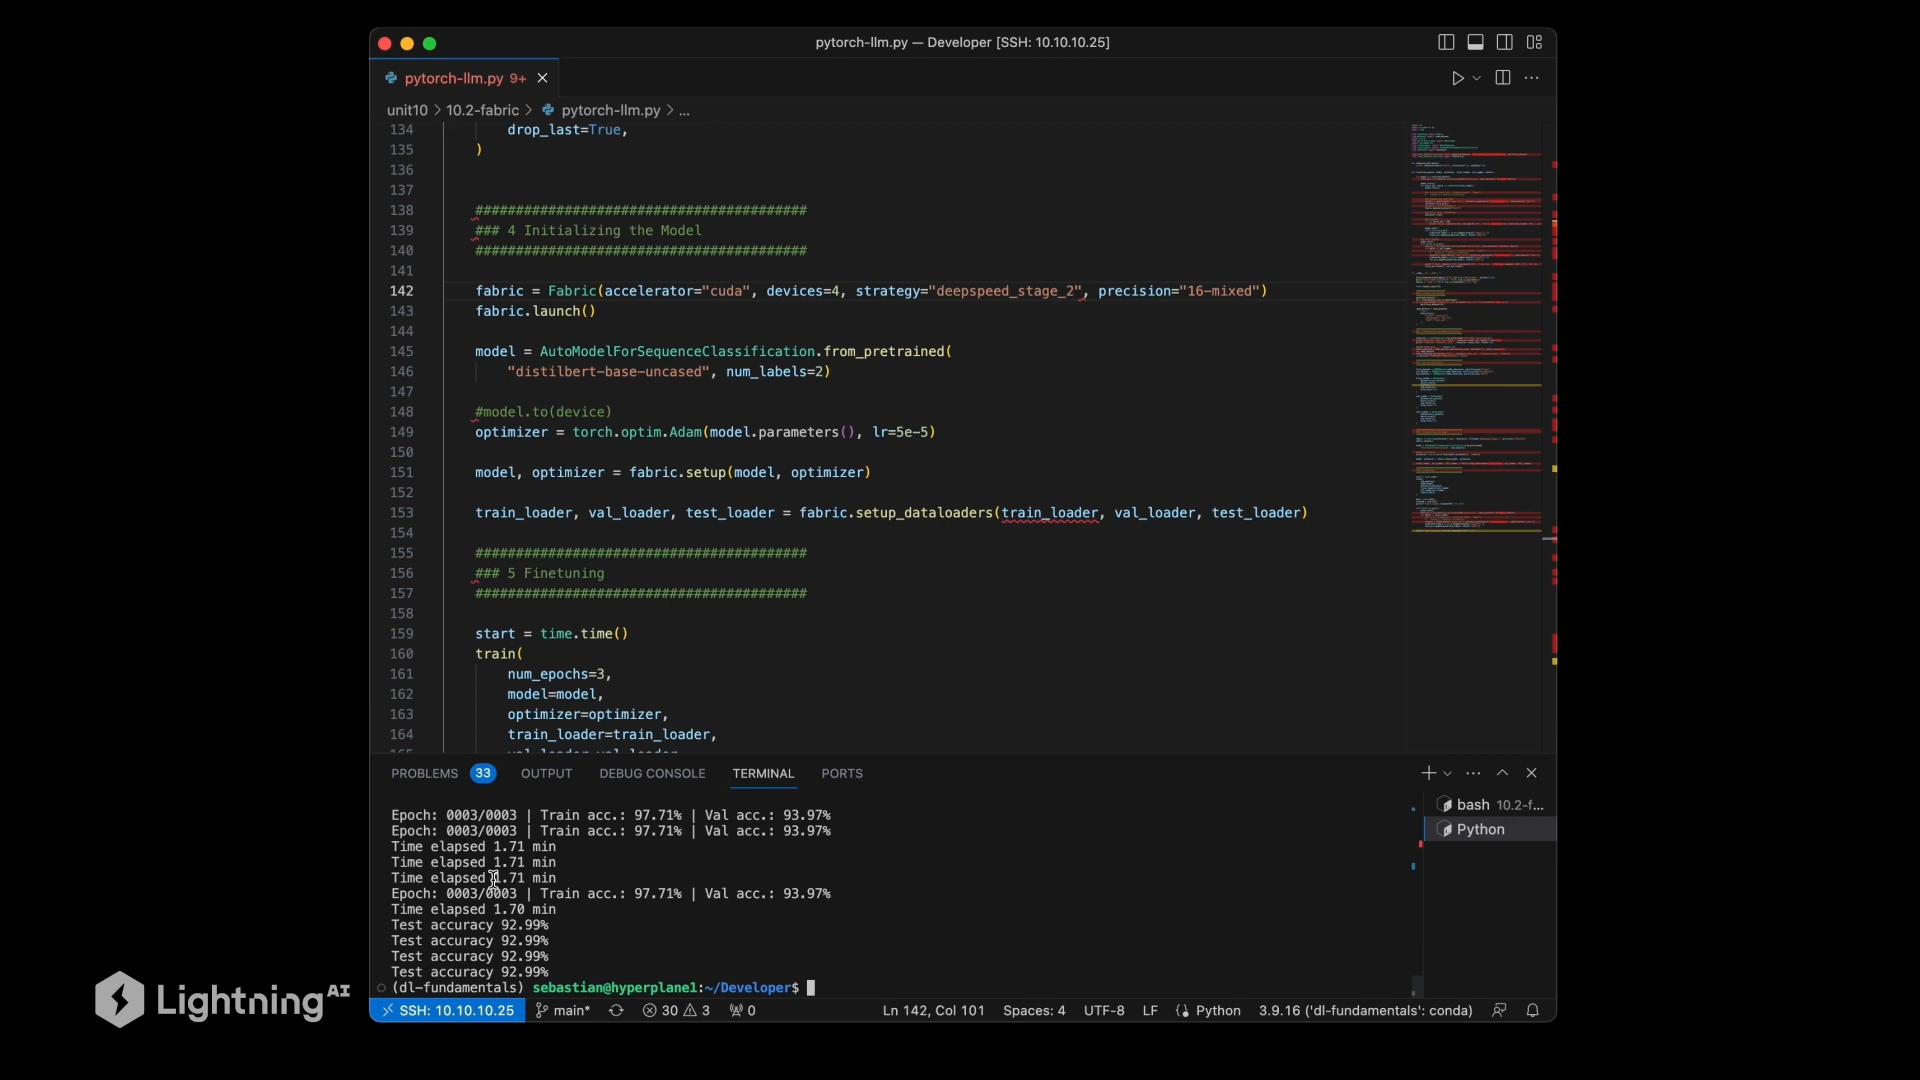 pytorch-llm.py — Developer [SSH: 10.10.10.25]
pytorch-llm.py 9+
unit10 > 10.2-fabric > pytorch-llm.py > ...
134 drop_last=True,
135 )
136
137
138 #########################################
139 ### 4 Initializing the Model
140 #########################################
141
142 fabric = Fabric(accelerator="cuda", devices=4, strategy="deepspeed_stage_2", precision="16-mixed")
143 fabric.launch()
144
145 model = AutoModelForSequenceClassification.from_pretrained(
146 "distilbert-base-uncased", num_labels=2)
147
148 #model.to(device)
149 optimizer = torch.optim.Adam(model.parameters(), lr=5e-5)
150
151 model, optimizer = fabric.setup(model, optimizer)
152
153 train_loader, val_loader, test_loader = fabric.setup_dataloaders(train_loader, val_loader, test_loader)
154
155 #########################################
156 ### 5 Finetuning
157 #########################################
158
159 start = time.time()
160 train(
161 num_epochs=3,
162 model=model,
163 optimizer=optimizer,
164 train_loader=train_loader,
PROBLEMS 33 OUTPUT DEBUG CONSOLE TERMINAL PORTS
Epoch: 0003/0003 | Train acc.: 97.71% | Val acc.: 93.97%
Epoch: 0003/0003 | Train acc.: 97.71% | Val acc.: 93.97%
Time elapsed 1.71 min
Time elapsed 1.71 min
Time elapsed 1.71 min
Epoch: 0003/0003 | Train acc.: 97.71% | Val acc.: 93.97%
Time elapsed 1.70 min
Test accuracy 92.99%
Test accuracy 92.99%
Test accuracy 92.99%
Test accuracy 92.99%
(dl-fundamentals) sebastian@hyperplane1:~/Developer$
bash 10.2-f...
Python
SSH: 10.10.10.25 main* 30 3 0 Ln 142, Col 101 Spaces: 4 UTF-8 LF Python 3.9.16 ('dl-fundamentals': conda)
Lightning AI